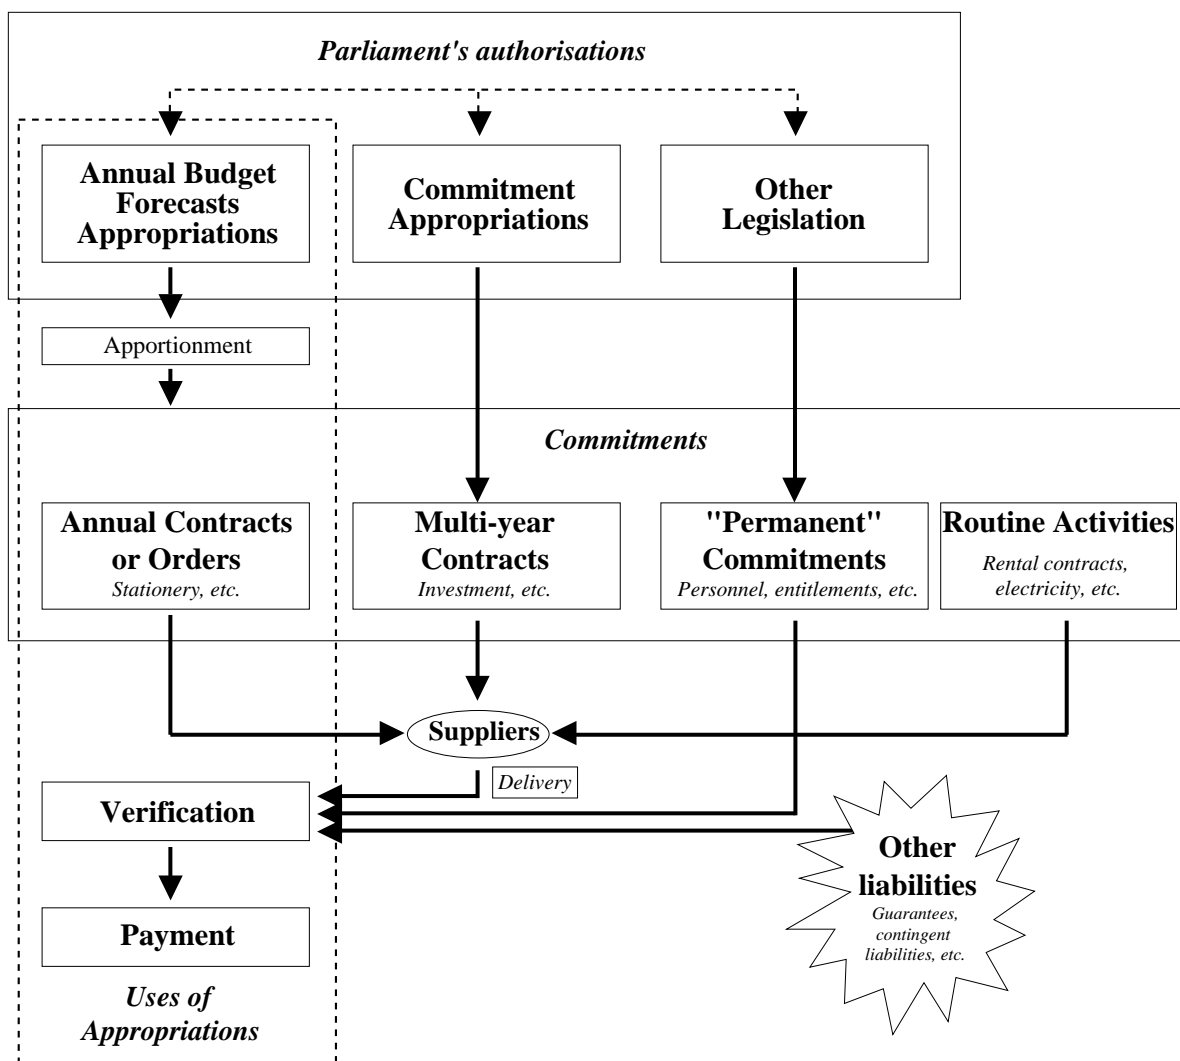 Parliament's authorisations
Annual Budget
Forecasts
Appropriations
Commitment
Appropriations
Other
Legislation
Apportionment
Commitments
Annual Contracts
or Orders
Stationery, etc.
Multi-year
Contracts
Investment, etc.
"Permanent"
Commitments
Personnel, entitlements, etc.
Routine Activities
Rental contracts,
electricity, etc.
Suppliers
Delivery
Verification
Other
liabilities
Guarantees,
contingent
liabilities, etc.
Payment
Uses of
Appropriations